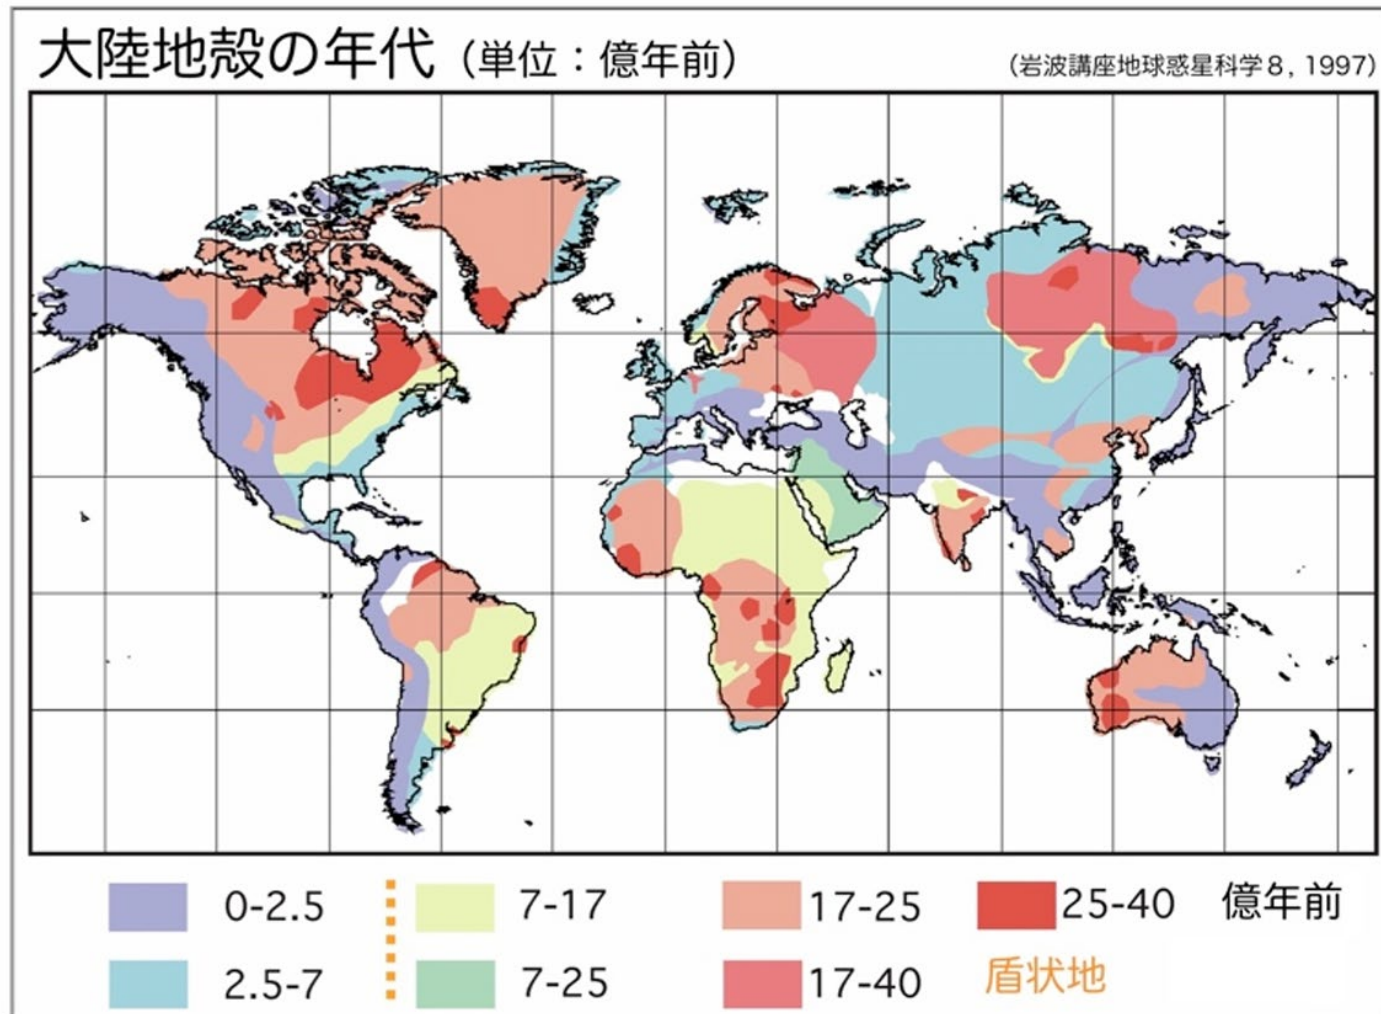 大陸地殻の年代（単位：億年前）
（岩波講座地球惑星科学８, 1997）
0-2.5 7-17 17-25 25-40 億年前
2.5-7 7-25 17-40 盾状地